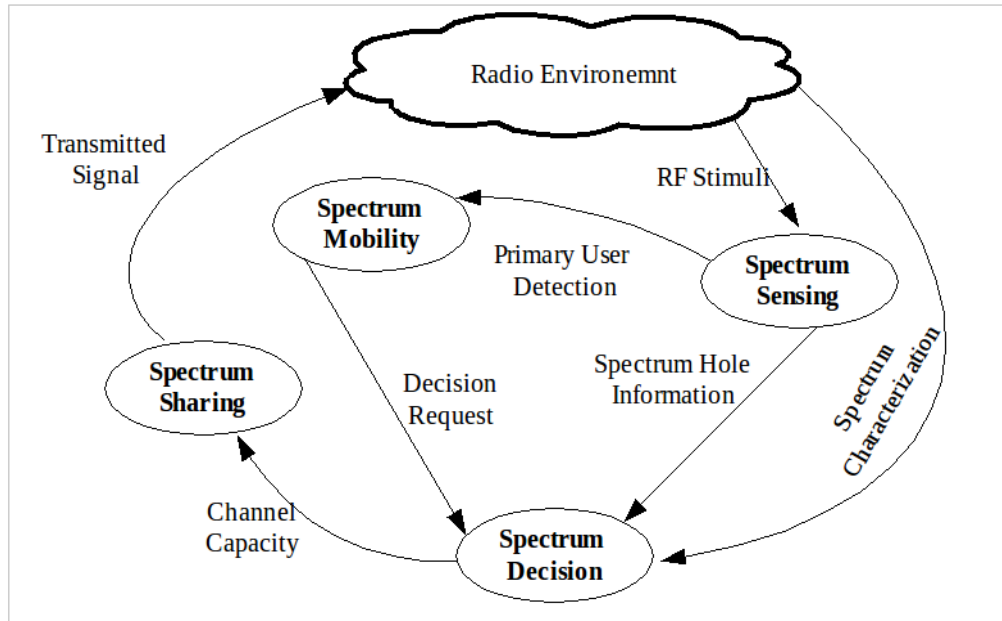 Radio Environemnt
Transmitted
Signal
RF Stimuli
Spectrum
Mobility
Primary User
Detection
Spectrum
Sensing
Spectrum
Sharing
Decision
Request
Spectrum Hole
Information
Spectrum
Characterization
Channel
Capacity
Spectrum
Decision